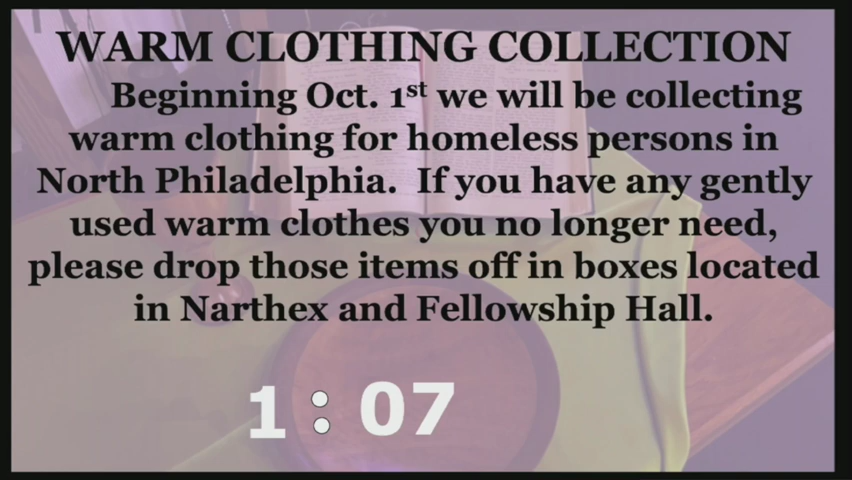 WARM CLOTHING COLLECTION
Beginning Oct. 1st we will be collecting
warm clothing for homeless persons in
North Philadelphia. If you have any gently
used warm clothes you no longer need,
please drop those items off in boxes located
in Narthex and Fellowship Hall.
1 : 07